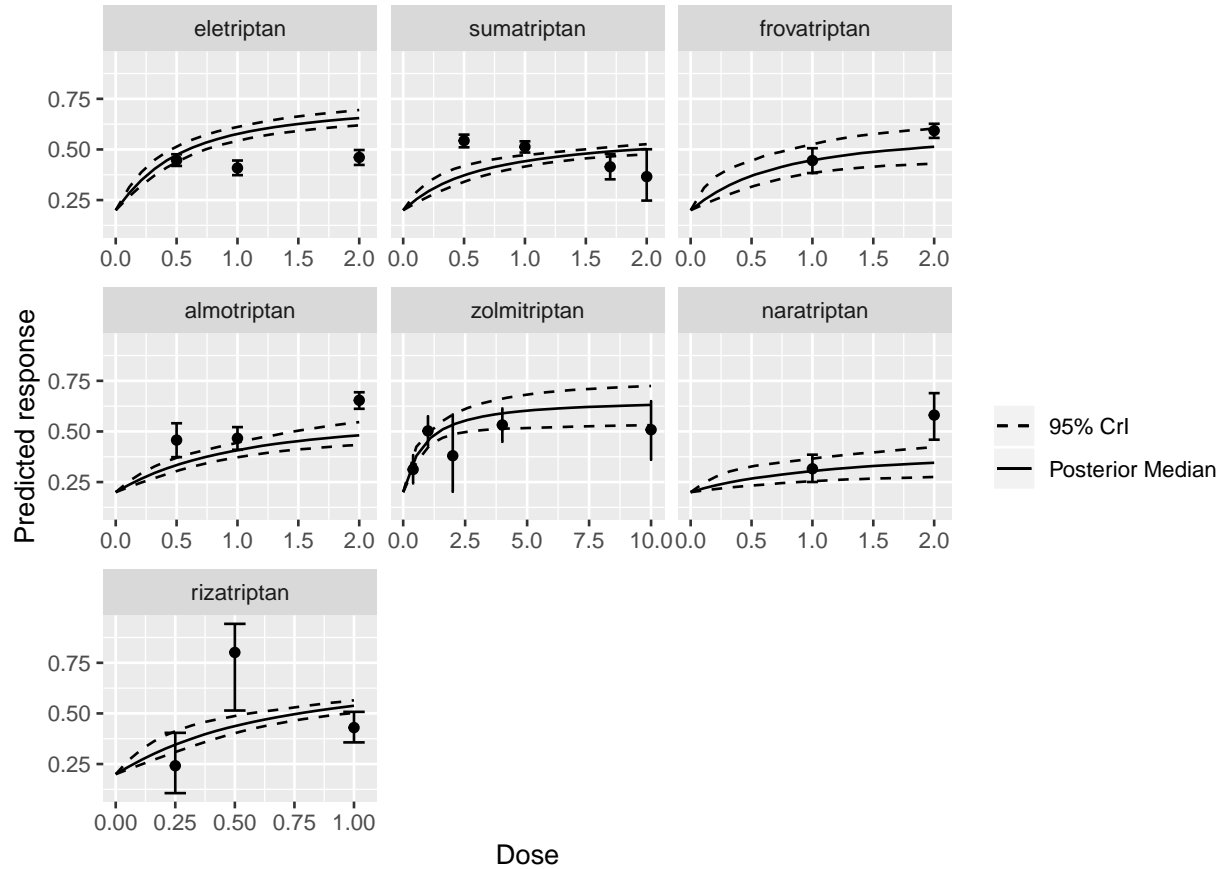 eletriptan sumatriptan frovatriptan
0.75
0.50
0.25
0.0 0.5 1.0 1.5 2.0 0.0 0.5 1.0 1.5 2.0 0.0 0.5 1.0 1.5 2.0
almotriptan zolmitriptan naratriptan
0.75
0.50
0.25
0.0 0.5 1.0 1.5 2.0 0.0 2.5 5.0 7.5 10.0 0.0 0.5 1.0 1.5 2.0
rizatriptan
0.75
0.50
0.25
0.00 0.25 0.50 0.75 1.00
Dose
Predicted response
95% CrI
Posterior Median